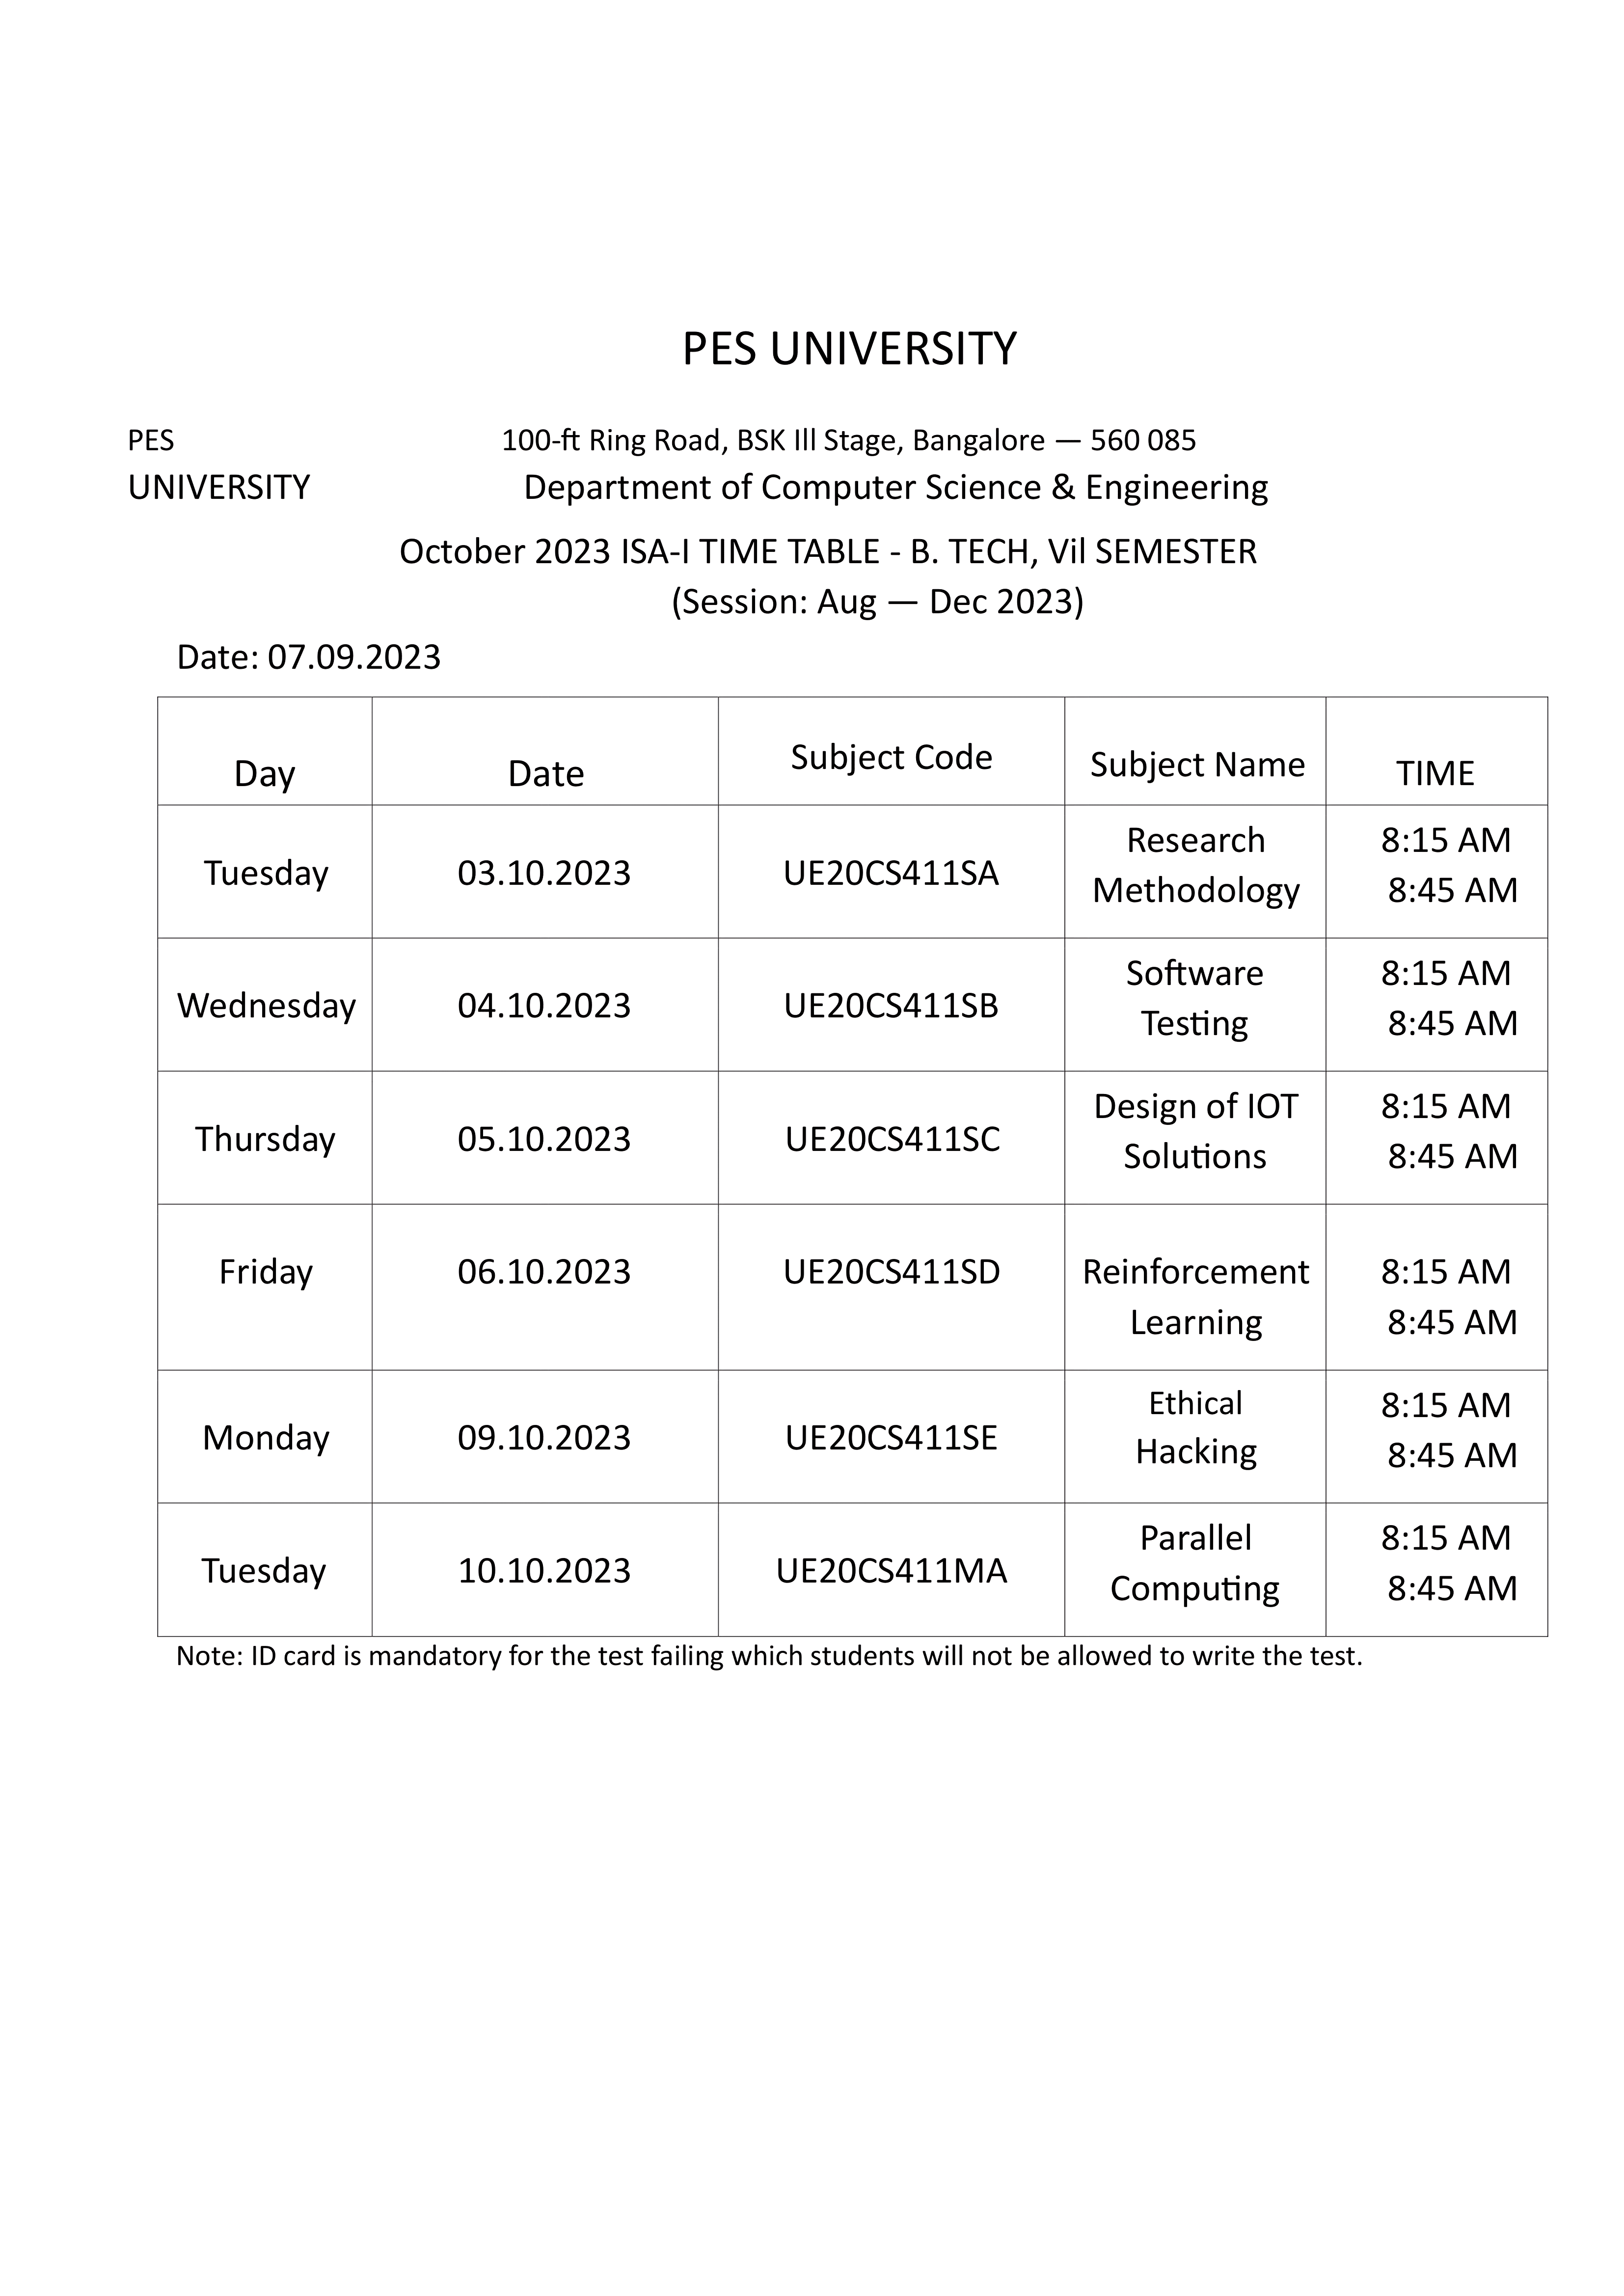 PES UNIVERSITY
PES 100-ft Ring Road, BSK Ill Stage, Bangalore — 560 085
UNIVERSITY Department of Computer Science & Engineering
October 2023 ISA-I TIME TABLE - B. TECH, Vil SEMESTER
(Session: Aug — Dec 2023)
Date: 07.09.2023
Day Date Subject Code Subject Name TIME
Tuesday 03.10.2023 UE20CS411SA Research Methodology 8:15 AM 8:45 AM
Wednesday 04.10.2023 UE20CS411SB Software Testing 8:15 AM 8:45 AM
Thursday 05.10.2023 UE20CS411SC Design of IOT Solutions 8:15 AM 8:45 AM
Friday 06.10.2023 UE20CS411SD Reinforcement Learning 8:15 AM 8:45 AM
Monday 09.10.2023 UE20CS411SE Ethical Hacking 8:15 AM 8:45 AM
Tuesday 10.10.2023 UE20CS411MA Parallel Computing 8:15 AM 8:45 AM
Note: ID card is mandatory for the test failing which students will not be allowed to write the test.